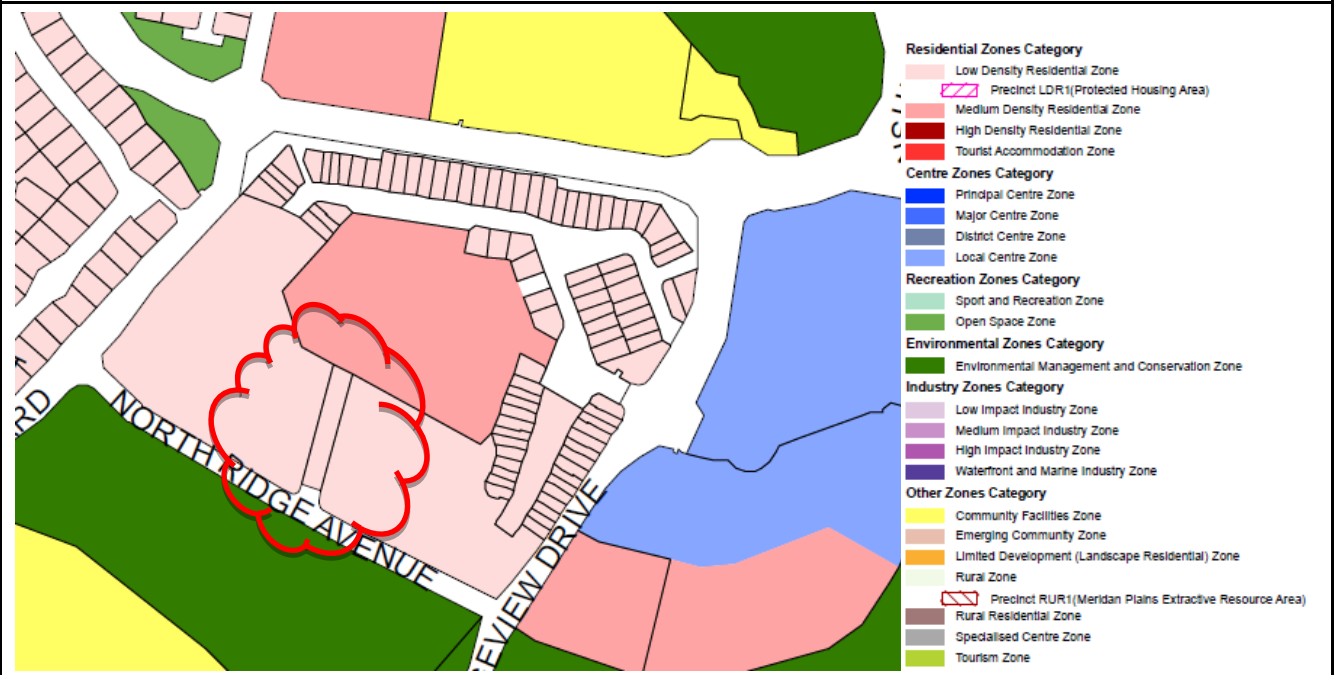 RD
NORTH RIDGE AVENUE
EVIEW DRIVE
Residential Zones Category
Low Density Residential Zone
Precinct LDR1(Protected Housing Area)
Medium Density Residential Zone
High Density Residential Zone
Tourist Accommodation Zone
Centre Zones Category
Principal Centre Zone
Major Centre Zone
District Centre Zone
Local Centre Zone
Recreation Zones Category
Sport and Recreation Zone
Open Space Zone
Environmental Zones Category
Environmental Management and Conservation Zone
Industry Zones Category
Low Impact Industry Zone
Medium Impact Industry Zone
High Impact Industry Zone
Waterfront and Marine Industry Zone
Other Zones Category
Community Facilities Zone
Emerging Community Zone
Limited Development (Landscape Residential) Zone
Rural Zone
Precinct RUR1(Meridan Plains Extractive Resource Area)
Rural Residential Zone
Specialised Centre Zone
Tourism Zone